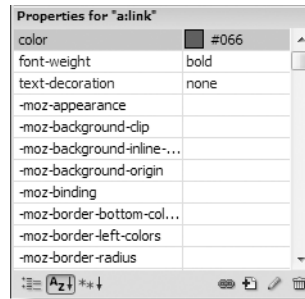 Properties for "a:link"
color #066
font-weight bold
text-decoration none
-moz-appearance
-moz-background-clip
-moz-background-inline-...
-moz-background-origin
-moz-binding
-moz-border-bottom-col...
-moz-border-left-colors
-moz-border-radius
AZ↓ **↓